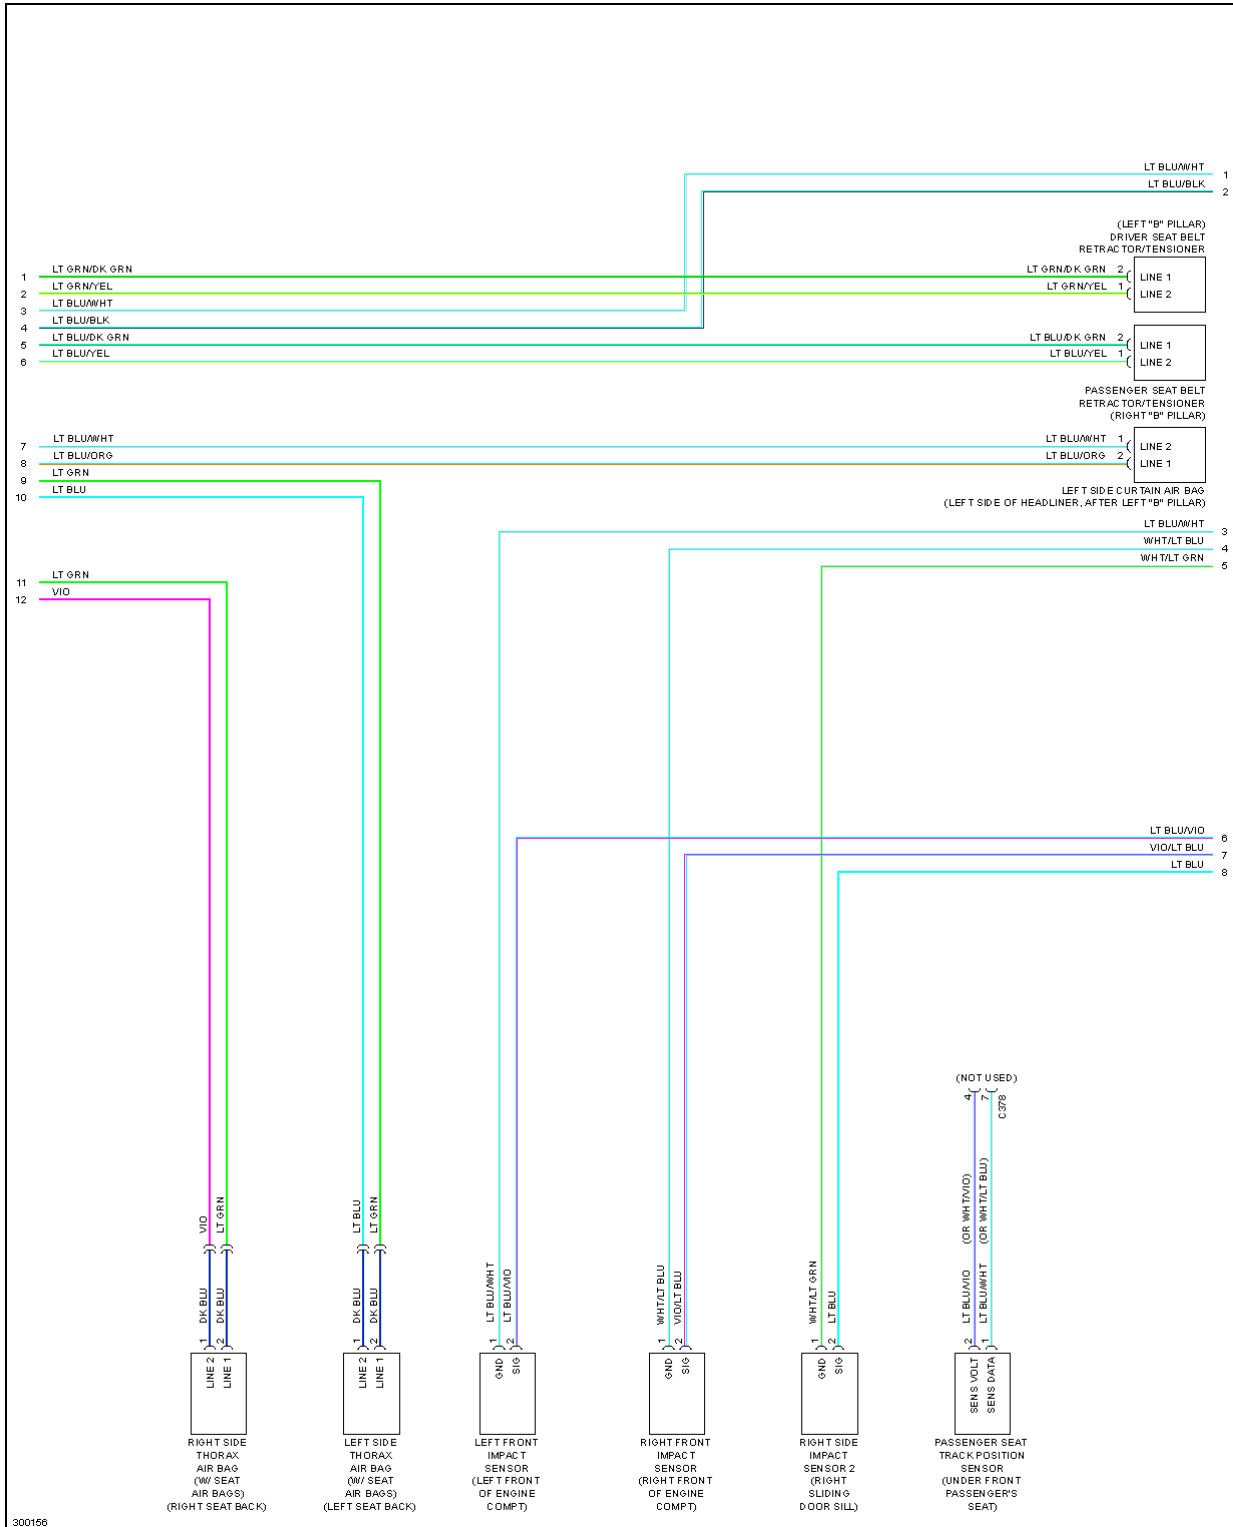 LT BLU/WHT 1
LT BLU/BLK 2
(LEFT "B" PILLAR)
DRIVER SEAT BELT
RETRACTOR/TENSIONER
1 LT GRN/DK GRN LT GRN/DK GRN 2 LINE 1
2 LT GRN/YEL LT GRN/YEL 1 LINE 2
3 LT BLU/WHT
4 LT BLU/BLK
5 LT BLU/DK GRN LT BLU/DK GRN 2 LINE 1
6 LT BLU/YEL LT BLU/YEL 1 LINE 2
PASSENGER SEAT BELT
RETRACTOR/TENSIONER
(RIGHT "B" PILLAR)
7 LT BLU/WHT LT BLU/WHT 1 LINE 2
8 LT BLU/ORG LT BLU/ORG 2 LINE 1
9 LT GRN
10 LT BLU
LEFT SIDE CURTAIN AIR BAG
(LEFT SIDE OF HEADLINER, AFTER LEFT "B" PILLAR)
LT BLU/WHT 3
WHT/LT BLU 4
WHT/LT GRN 5
11 LT GRN
12 VIO
LT BLU/VIO 6
VIO/LT BLU 7
LT BLU 8
(NOT USED)
4
7
C378
(OR WHT/VIO)
(OR WHT/LT BLU)
VIO
LT GRN
LT BLU
LT GRN
DK BLU
DK BLU
DK BLU
DK BLU
LT BLU/WHT
LT BLU/VIO
WHT/LT BLU
VIO/LT BLU
WHT/LT GRN
LT BLU
LT BLU/VIO
LT BLU/WHT
1 2 1 2 1 2 1 2 1 2 2 1
LINE 2
LINE 1
LINE 2
LINE 1
GND
SIG
GND
SIG
GND
SIG
SENS VOLT
SENS DATA
RIGHT SIDE
THORAX
AIR BAG
(W/ SEAT
AIR BAGS)
(RIGHT SEAT BACK)
LEFT SIDE
THORAX
AIR BAG
(W/ SEAT
AIR BAGS)
(LEFT SEAT BACK)
LEFT FRONT
IMPACT
SENSOR
(LEFT FRONT
OF ENGINE
COMPT)
RIGHT FRONT
IMPACT
SENSOR
(RIGHT FRONT
OF ENGINE
COMPT)
RIGHT SIDE
IMPACT
SENSOR 2
(RIGHT
SLIDING
DOOR SILL)
PASSENGER SEAT
TRACK POSITION
SENSOR
(UNDER FRONT
PASSENGER'S
SEAT)
300156